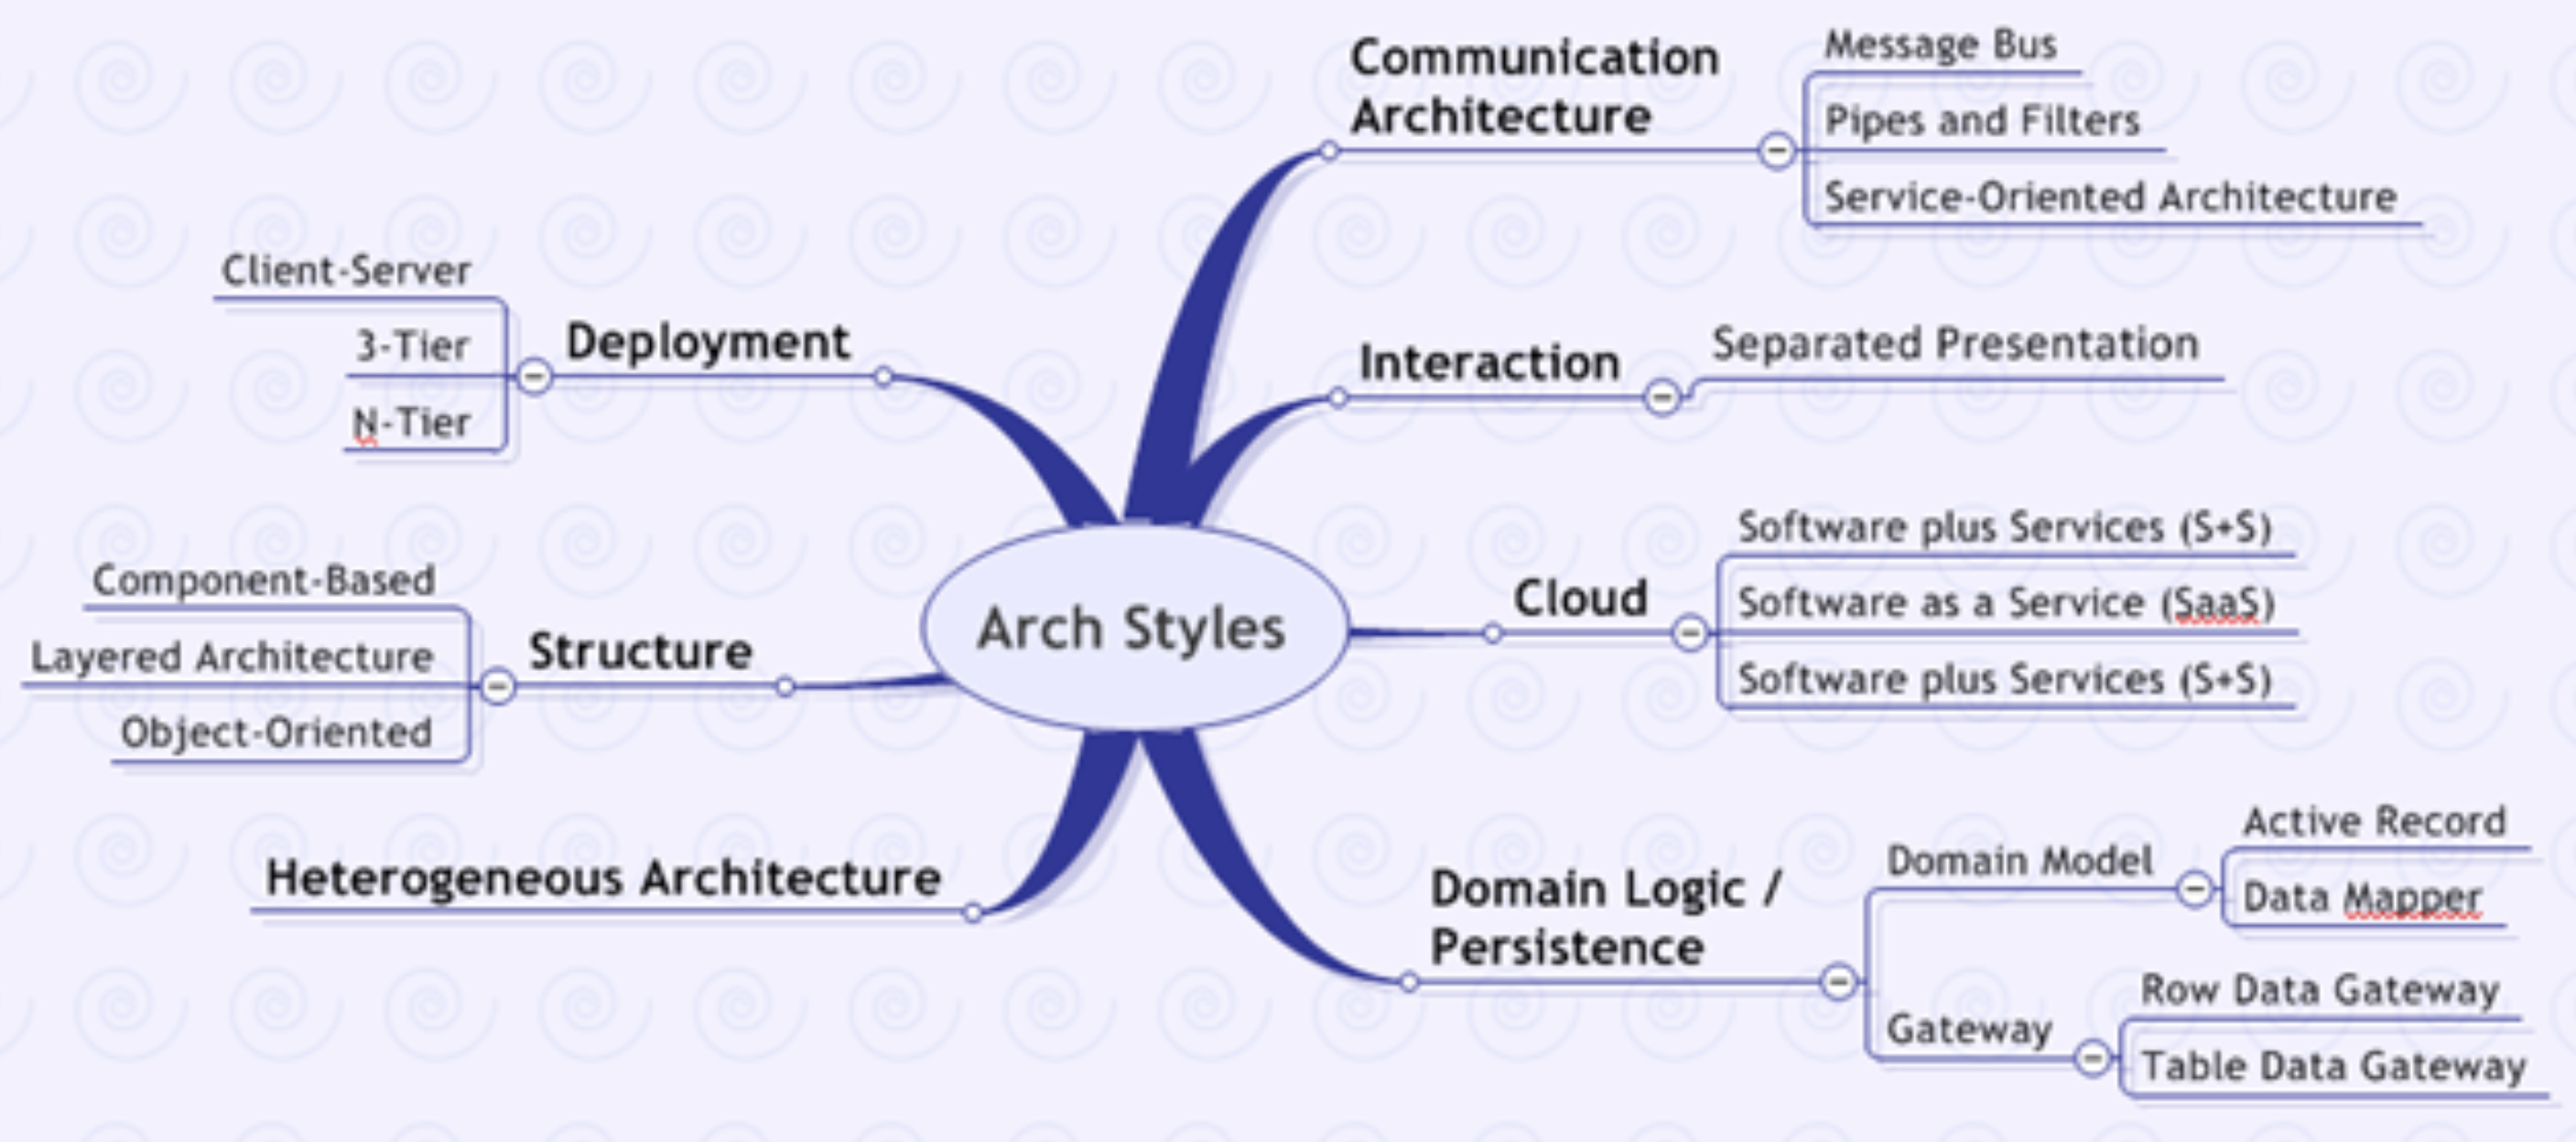 Communication
Architecture
Message Bus
Pipes and Filters
Service-Oriented Architecture
Interaction
Separated Presentation
Cloud
Software plus Services (S+S)
Software as a Service (SaaS)
Software plus Services (S+S)
Domain Logic /
Persistence
Domain Model
Active Record
Data Mapper
Gateway
Row Data Gateway
Table Data Gateway
Arch Styles
Deployment
Client-Server
3-Tier
N-Tier
Structure
Component-Based
Layered Architecture
Object-Oriented
Heterogeneous Architecture